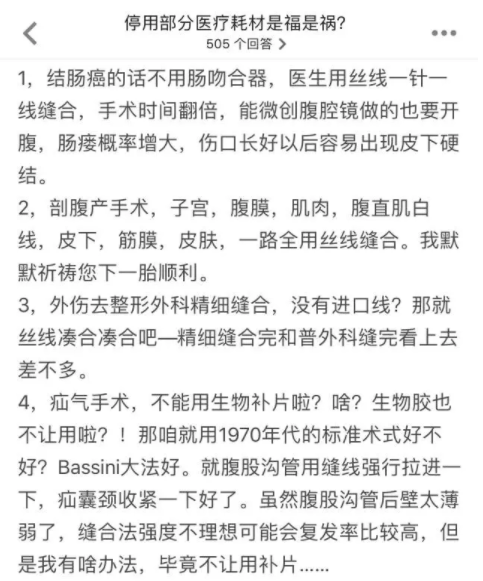 停用部分医疗耗材是福是祸？
505 个回答
1，结肠癌的话不用肠吻合器，医生用丝线一针一
线缝合，手术时间翻倍，能微创腹腔镜做的也要开
腹，肠瘘概率增大，伤口长好以后容易出现皮下硬
结。
2，剖腹产手术，子宫，腹膜，肌肉，腹直肌白
线，皮下，筋膜，皮肤，一路全用丝线缝合。我默
默祈祷您下一胎顺利。
3，外伤去整形外科精细缝合，没有进口线？那就
丝线凑合凑合吧—精细缝合完和普外科缝完看上去
差不多。
4，疝气手术，不能用生物补片啦？啥？生物胶也
不让用啦？！那咱就用1970年代的标准术式好不
好？Bassini大法好。就腹股沟管用缝线强行拉进一
下，疝囊颈收紧一下好了。虽然腹股沟管后壁太薄
弱了，缝合法强度不理想可能会复发率比较高，但
是我有啥办法，毕竟不让用补片……